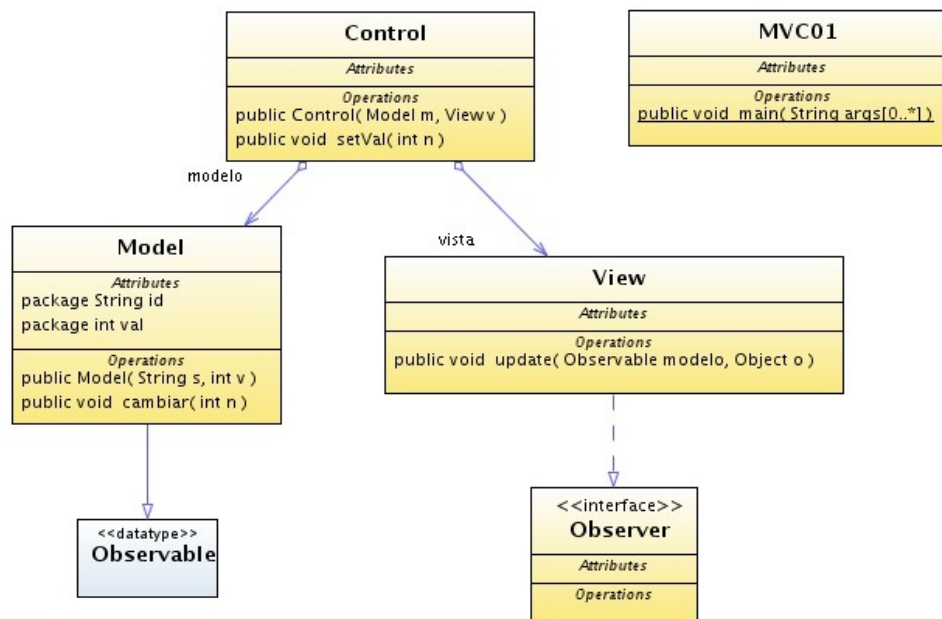 Control
Attributes
Operations
public Control( Model m, View v )
public void setVal( int n )
MVC01
Attributes
Operations
public void main( String args[0..*] )
modelo
vista
Model
Attributes
package String id
package int val
Operations
public Model( String s, int v )
public void cambiar( int n )
View
Attributes
Operations
public void update( Observable modelo, Object o )
<<datatype>>
Observable
<<interface>>
Observer
Attributes
Operations